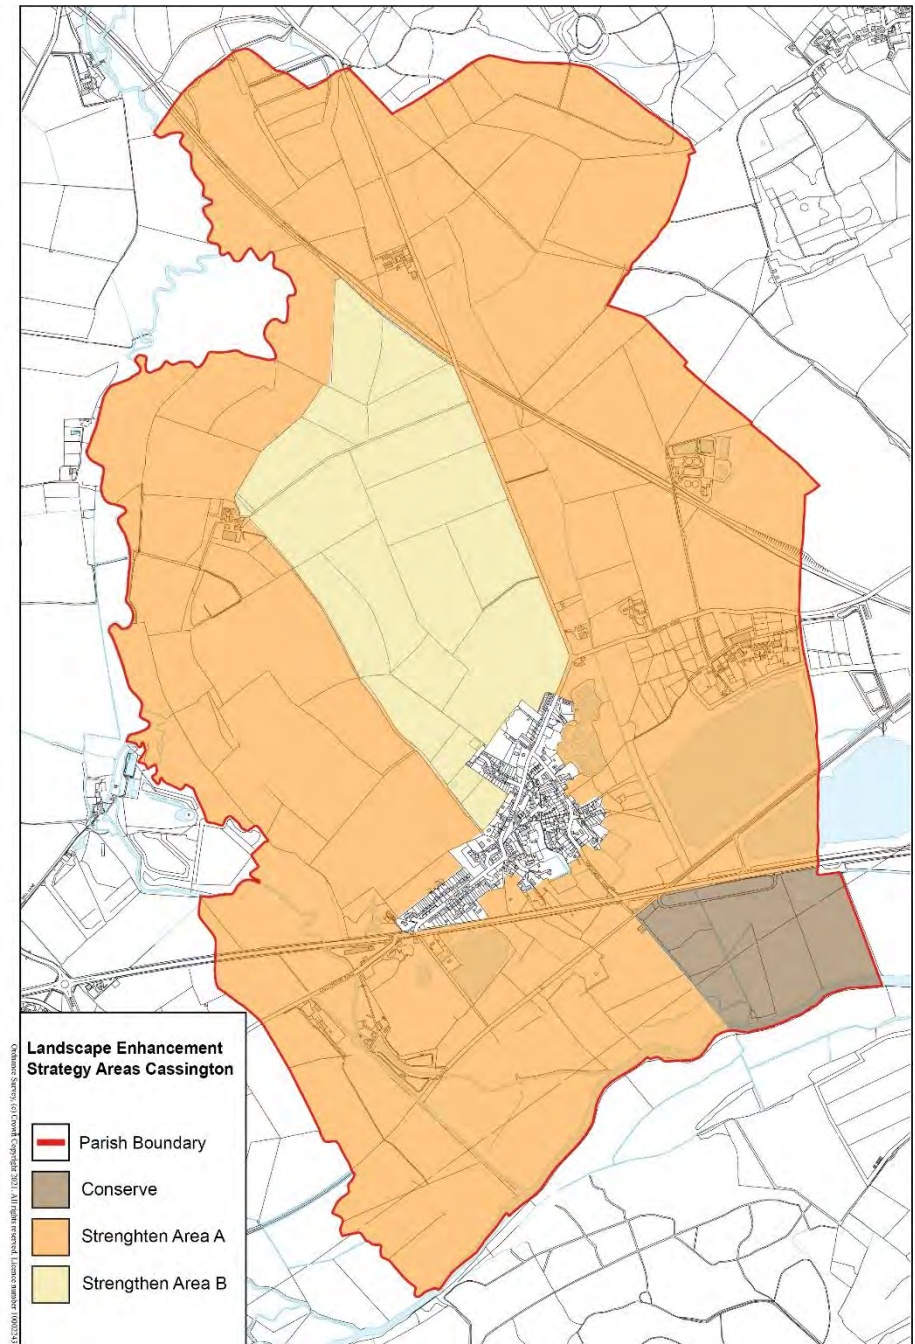 Landscape Enhancement
Strategy Areas Cassington
Parish Boundary
Conserve
Strenghten Area A
Strengthen Area B
Ordnance Survey, (c) Crown Copyright 2021. All rights reserved. Licence number